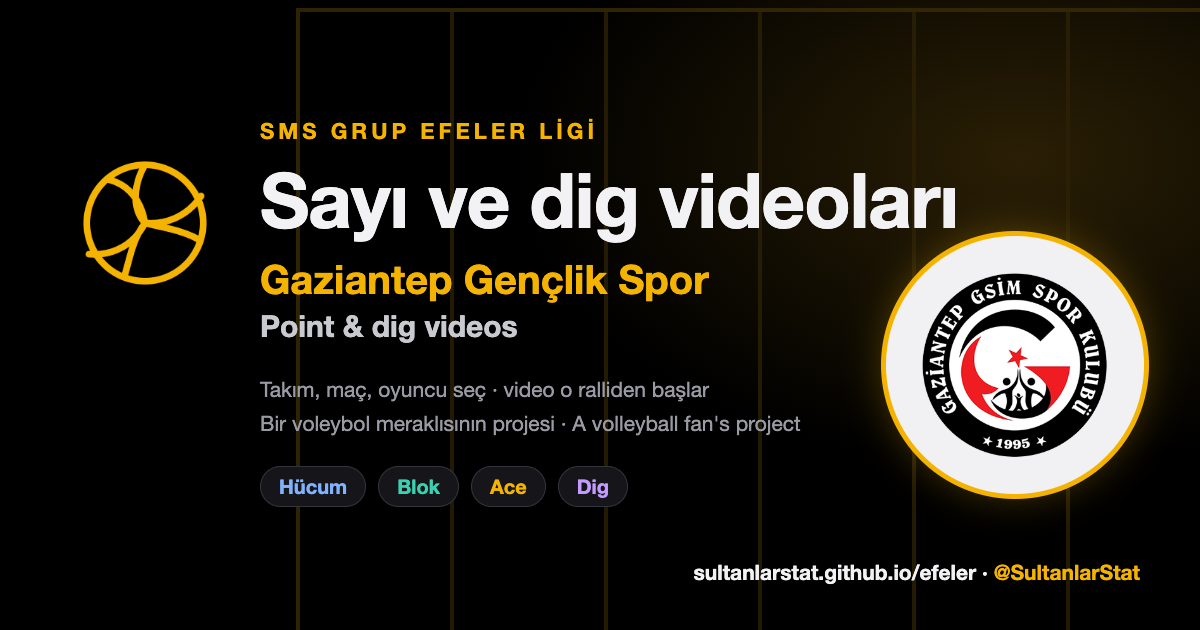 SMS GRUP EFELER LİGİ
Sayı ve dig videoları
Gaziantep Gençlik Spor
Point & dig videos
Takım, maç, oyuncu seç · video o ralliden başlar
Bir voleybol meraklısının projesi · A volleyball fan's project
Hücum Blok Ace Dig
GAZİANTEP GSİM SPOR KULUBÜ
1995
sultanlarstat.github.io/efeler · @SultanlarStat